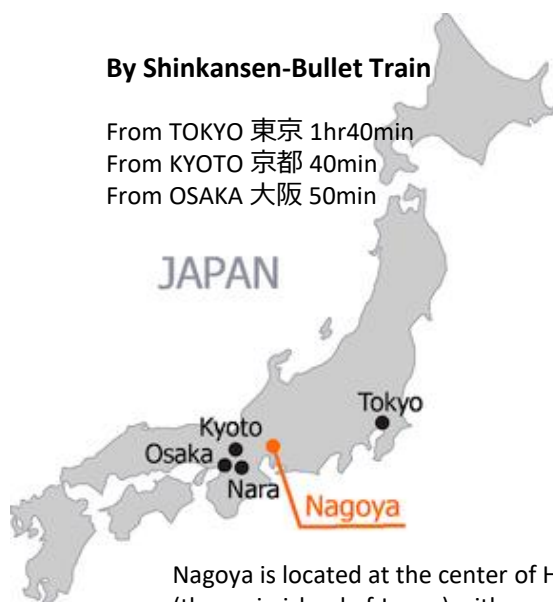 By Shinkansen-Bullet Train
From TOKYO 東京 1hr40min
From KYOTO 京都 40min
From OSAKA 大阪 50min
JAPAN
Tokyo
Kyoto
Osaka
Nara
Nagoya
Nagoya is located at the center of H